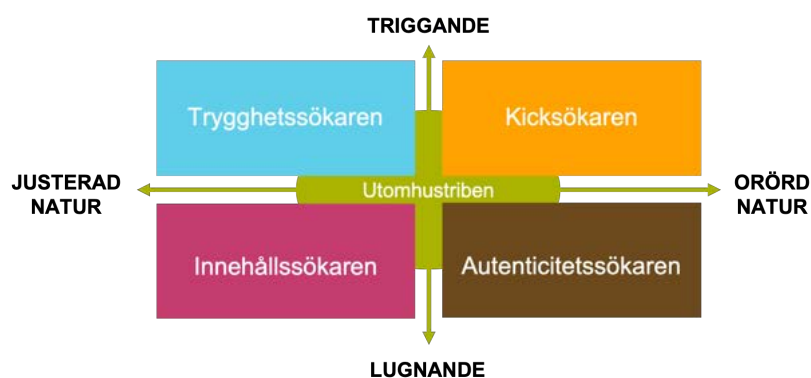 TRIGGANDE
Trygghetssökaren
Kicksökaren
JUSTERAD
NATUR
Utomhustriben
ORÖRD
NATUR
Innehållssökaren
Autenticitetssökaren
LUGNANDE